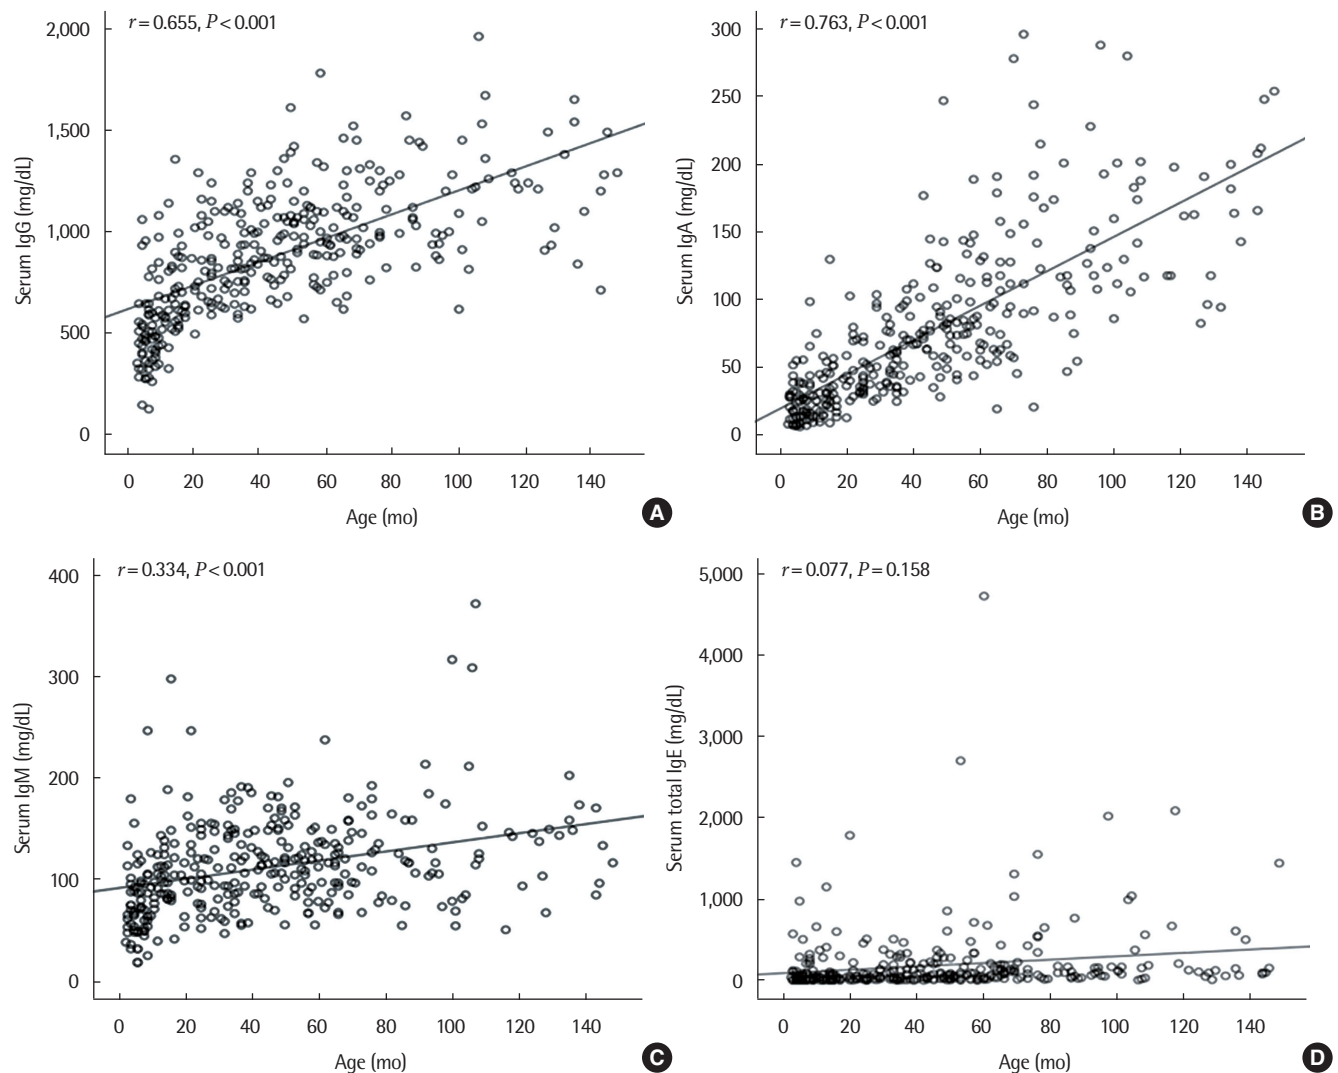 r=0.655, P<0.001
2,000
1,500
1,000
500
0
Serum IgG (mg/dL)
0 20 40 60 80 100 120 140
Age (mo)
A
r=0.763, P<0.001
300
250
200
150
100
50
0
Serum IgA (mg/dL)
0 20 40 60 80 100 120 140
Age (mo)
B
r=0.334, P<0.001
400
300
200
100
0
Serum IgM (mg/dL)
0 20 40 60 80 100 120 140
Age (mo)
C
r=0.077, P=0.158
5,000
4,000
3,000
2,000
1,000
0
Serum total IgE (mg/dL)
0 20 40 60 80 100 120 140
Age (mo)
D